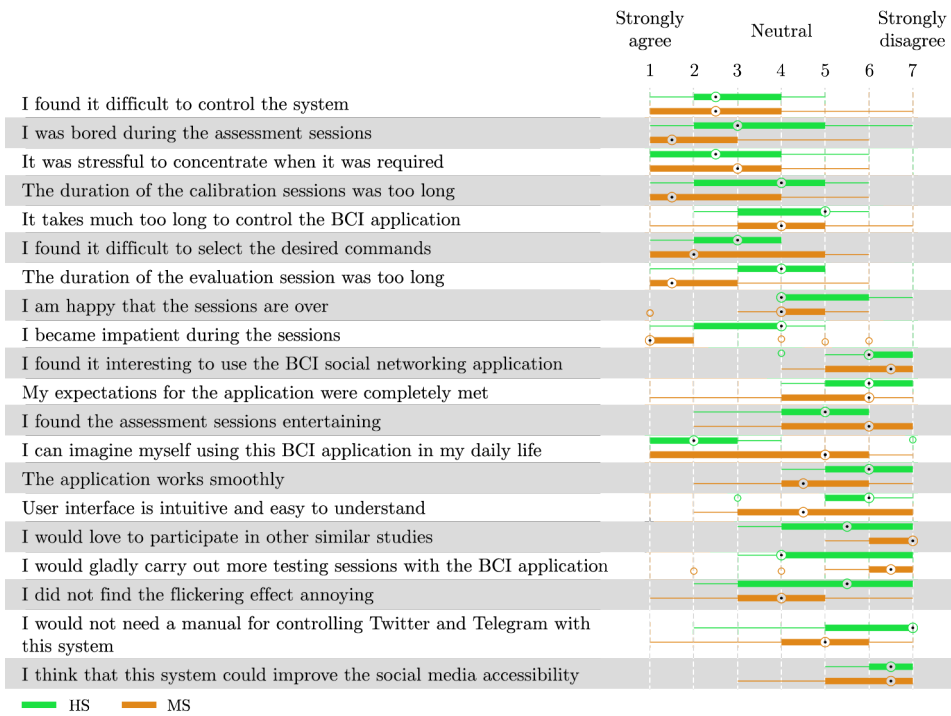 Strongly agree
Neutral
Strongly disagree
1 2 3 4 5 6 7
I found it difficult to control the system
I was bored during the assessment sessions
It was stressful to concentrate when it was required
The duration of the calibration sessions was too long
It takes much too long to control the BCI application
I found it difficult to select the desired commands
The duration of the evaluation session was too long
I am happy that the sessions are over
I became impatient during the sessions
I found it interesting to use the BCI social networking application
My expectations for the application were completely met
I found the assessment sessions entertaining
I can imagine myself using this BCI application in my daily life
The application works smoothly
User interface is intuitive and easy to understand
I would love to participate in other similar studies
I would gladly carry out more testing sessions with the BCI application
I did not find the flickering effect annoying
I would not need a manual for controlling Twitter and Telegram with
this system
I think that this system could improve the social media accessibility
HS MS